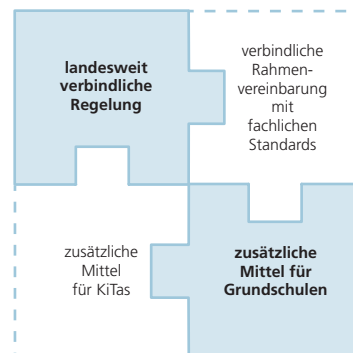 landesweit
verbindliche
Regelung
verbindliche
Rahmen-
vereinbarung
mit
fachlichen
Standards
zusätzliche
Mittel
für KiTas
zusätzliche
Mittel für
Grundschulen